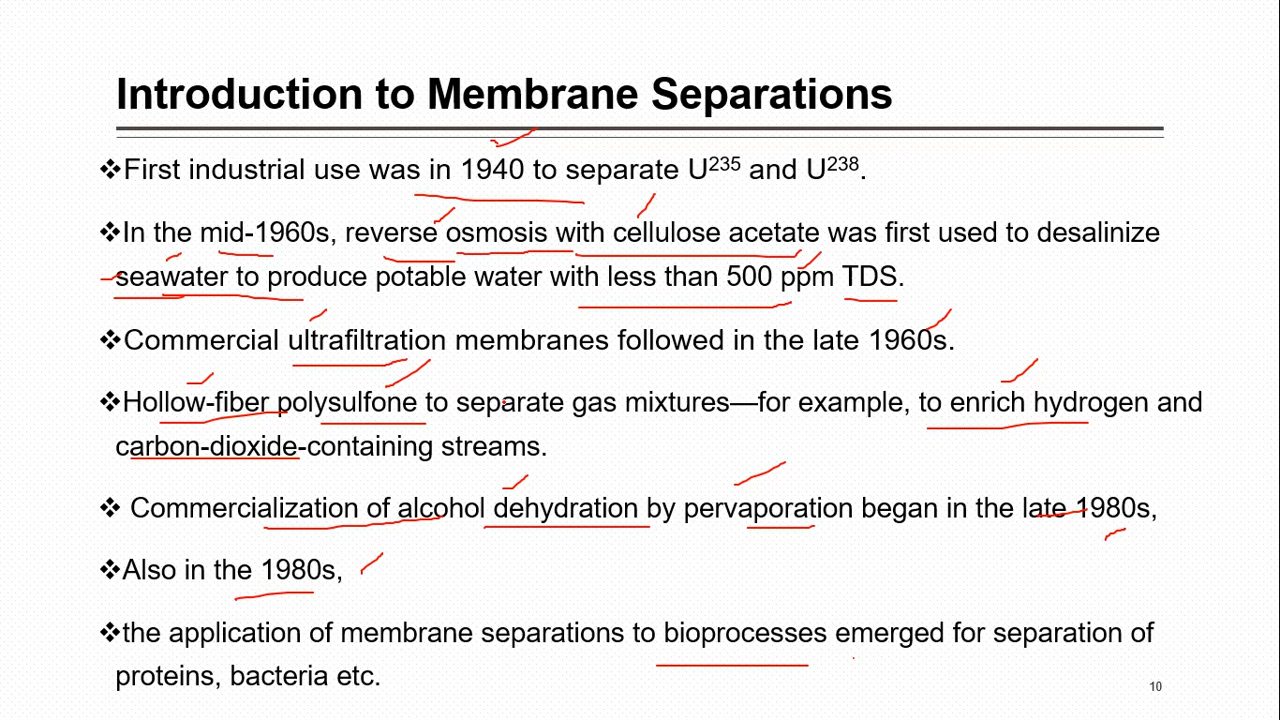 Introduction to Membrane Separations
❖First industrial use was in 1940 to separate U²³⁵ and U²³⁸.
❖In the mid-1960s, reverse osmosis with cellulose acetate was first used to desalinize
seawater to produce potable water with less than 500 ppm TDS.
❖Commercial ultrafiltration membranes followed in the late 1960s.
❖Hollow-fiber polysulfone to separate gas mixtures—for example, to enrich hydrogen and
carbon-dioxide-containing streams.
❖ Commercialization of alcohol dehydration by pervaporation began in the late 1980s,
❖Also in the 1980s,
❖the application of membrane separations to bioprocesses emerged for separation of
proteins, bacteria etc.
10